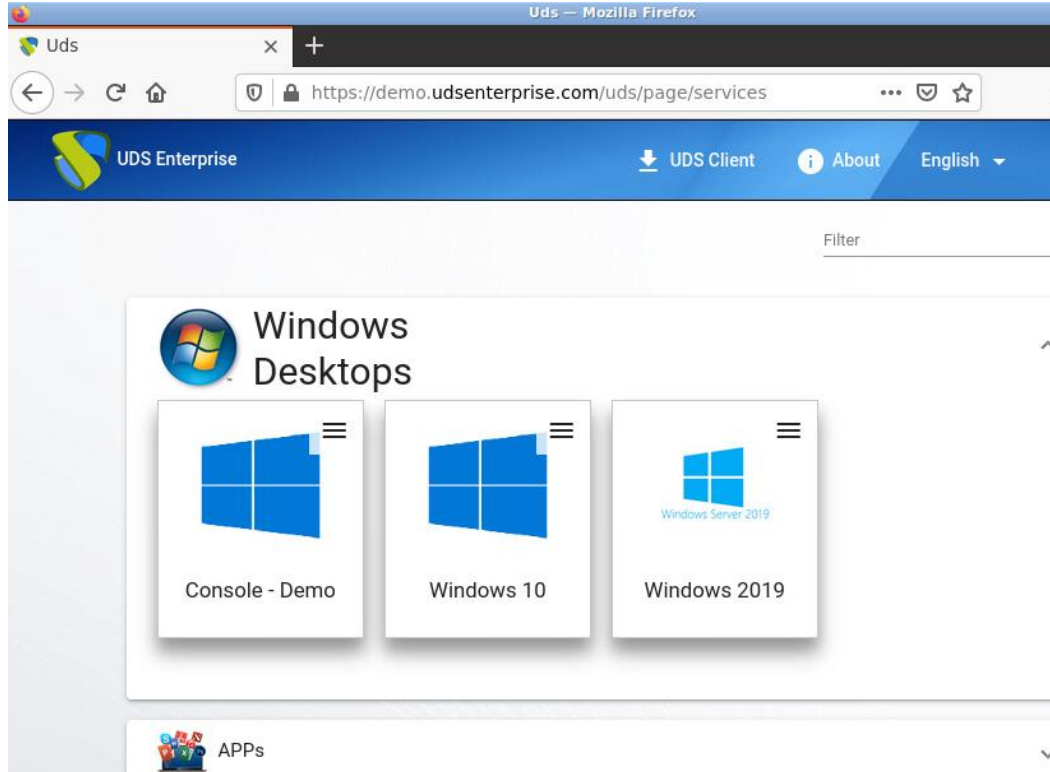 Uds — Mozilla Firefox
Uds
https://demo.udsenterprise.com/uds/page/services
UDS Enterprise
UDS Client
About
English
Filter
Windows
Desktops
Windows Server 2019
Console - Demo
Windows 10
Windows 2019
APPs